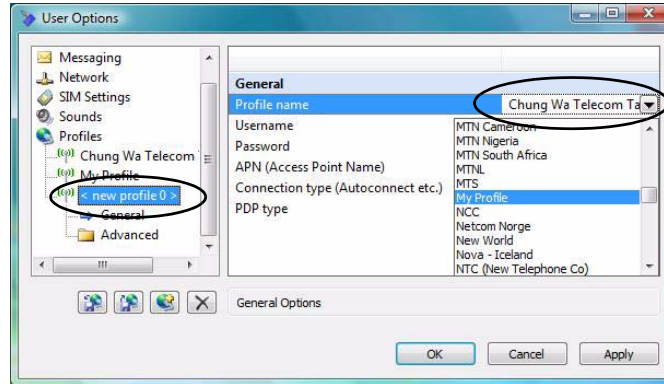 User Options
Messaging
Network
SIM Settings
Sounds
Profiles
Chung Wa Telecom
My Profile
< new profile 0 >
General
Advanced
General
Profile name
Chung Wa Telecom Ta
Username
Password
APN (Access Point Name)
Connection type (Autoconnect etc.)
PDP type
MTN Cameroon
MTN Nigeria
MTN South Africa
MTNL
MTS
My Profile
NCC
Netcom Norge
New World
Nova - Iceland
NTC (New Telephone Co)
General Options
OK
Cancel
Apply